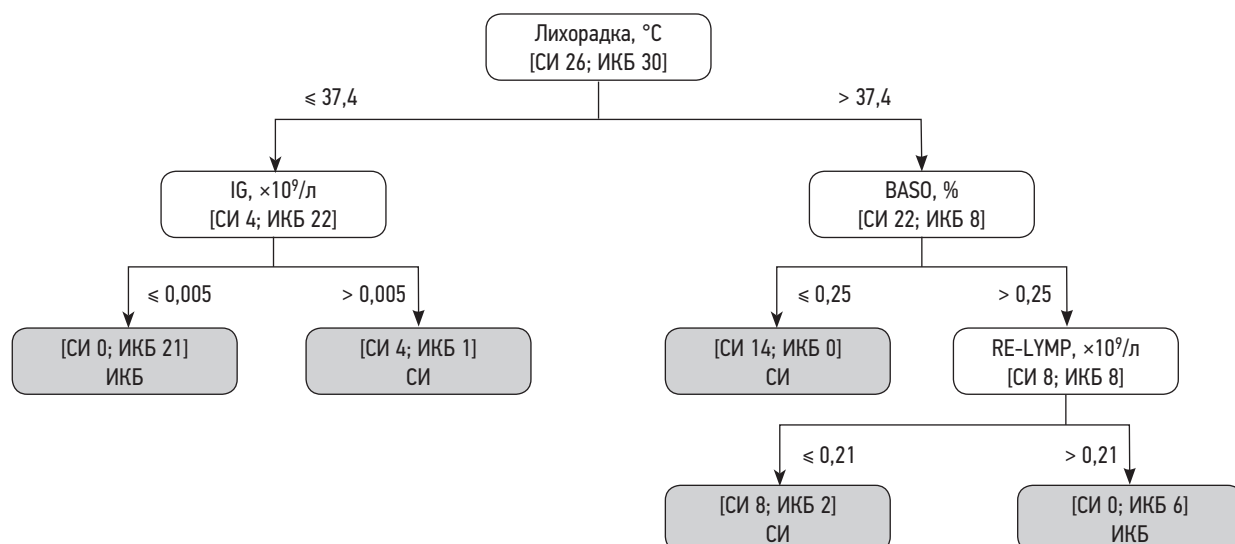 Лихорадка, °C
[СИ 26; ИКБ 30]
≤ 37,4
> 37,4
IG, ×10⁹/л
[СИ 4; ИКБ 22]
BASO, %
[СИ 22; ИКБ 8]
≤ 0,005
> 0,005
≤ 0,25
> 0,25
[СИ 0; ИКБ 21]
ИКБ
[СИ 4; ИКБ 1]
СИ
[СИ 14; ИКБ 0]
СИ
RE-LYMP, ×10⁹/л
[СИ 8; ИКБ 8]
≤ 0,21
> 0,21
[СИ 8; ИКБ 2]
СИ
[СИ 0; ИКБ 6]
ИКБ